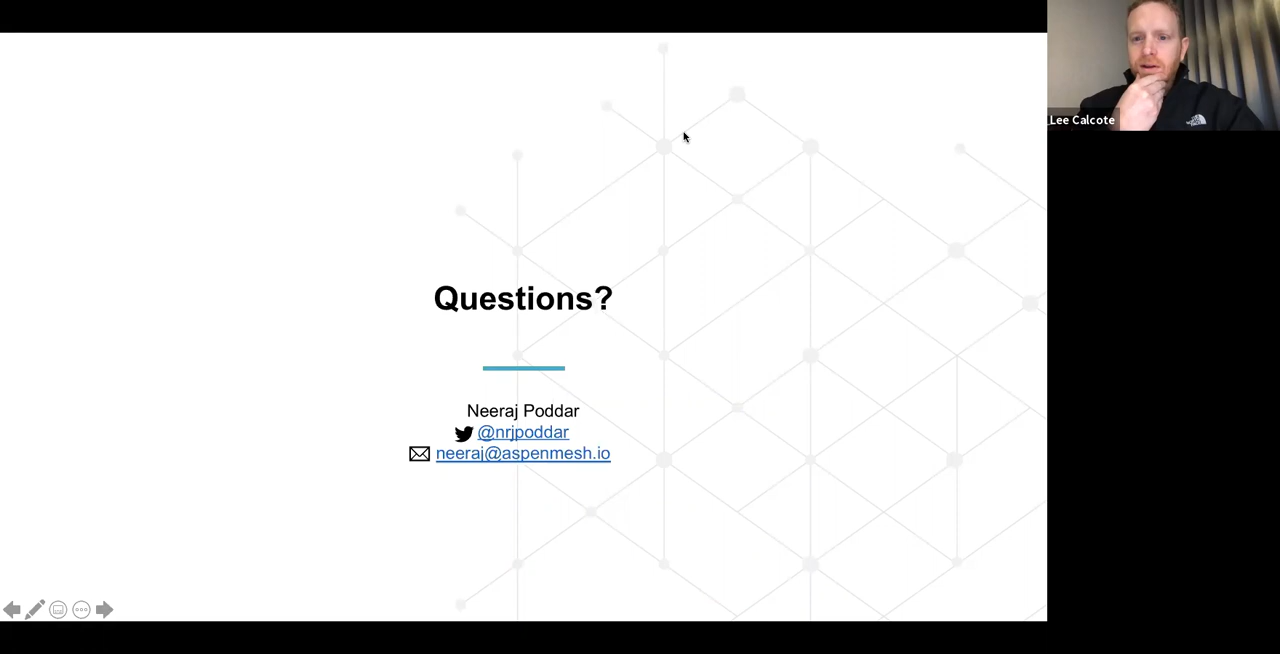 Questions?
Neeraj Poddar
@nrjpoddar
neeraj@aspenmesh.io
Lee Calcote